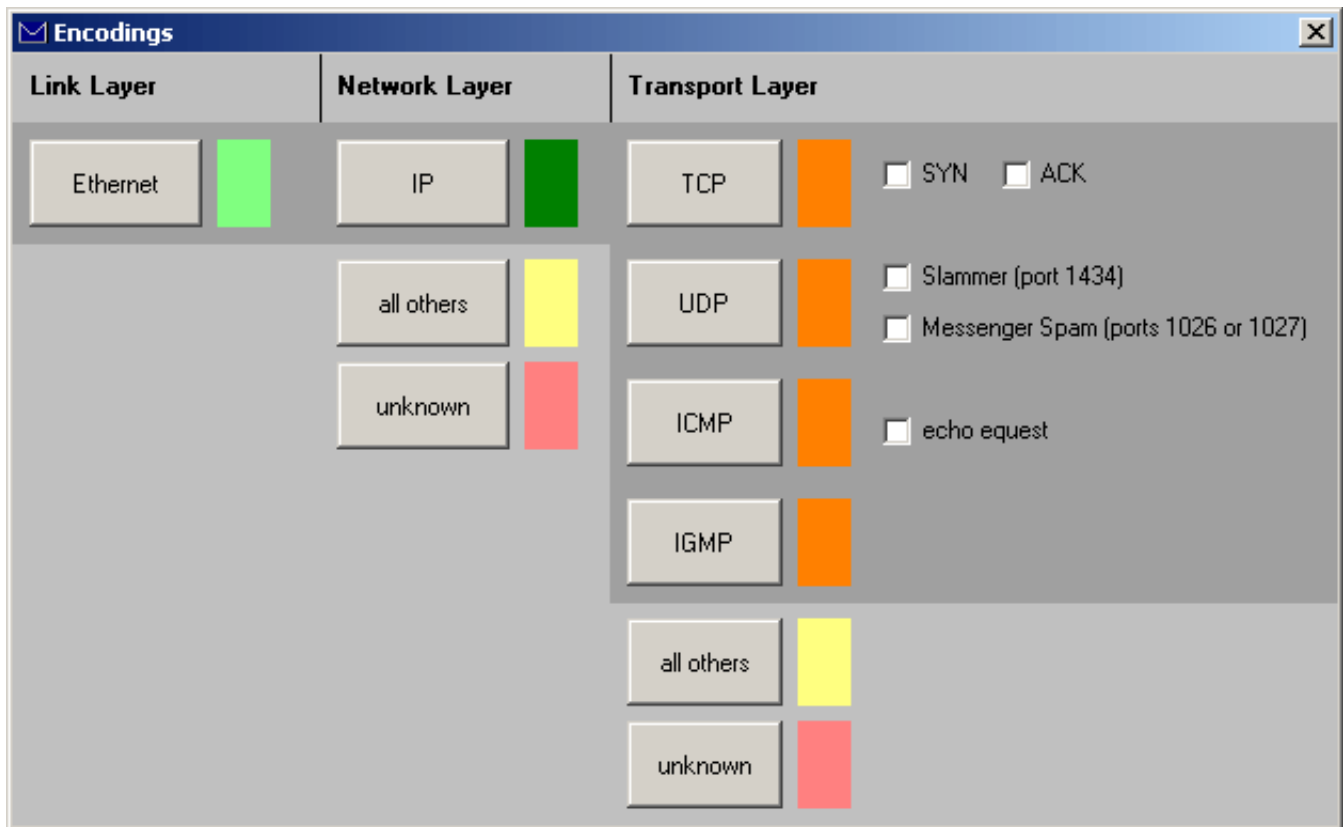 Encodings
Link Layer Network Layer Transport Layer
Ethernet IP TCP SYN ACK
all others UDP Slammer (port 1434)
Messenger Spam (ports 1026 or 1027)
unknown ICMP echo equest
IGMP
all others
unknown